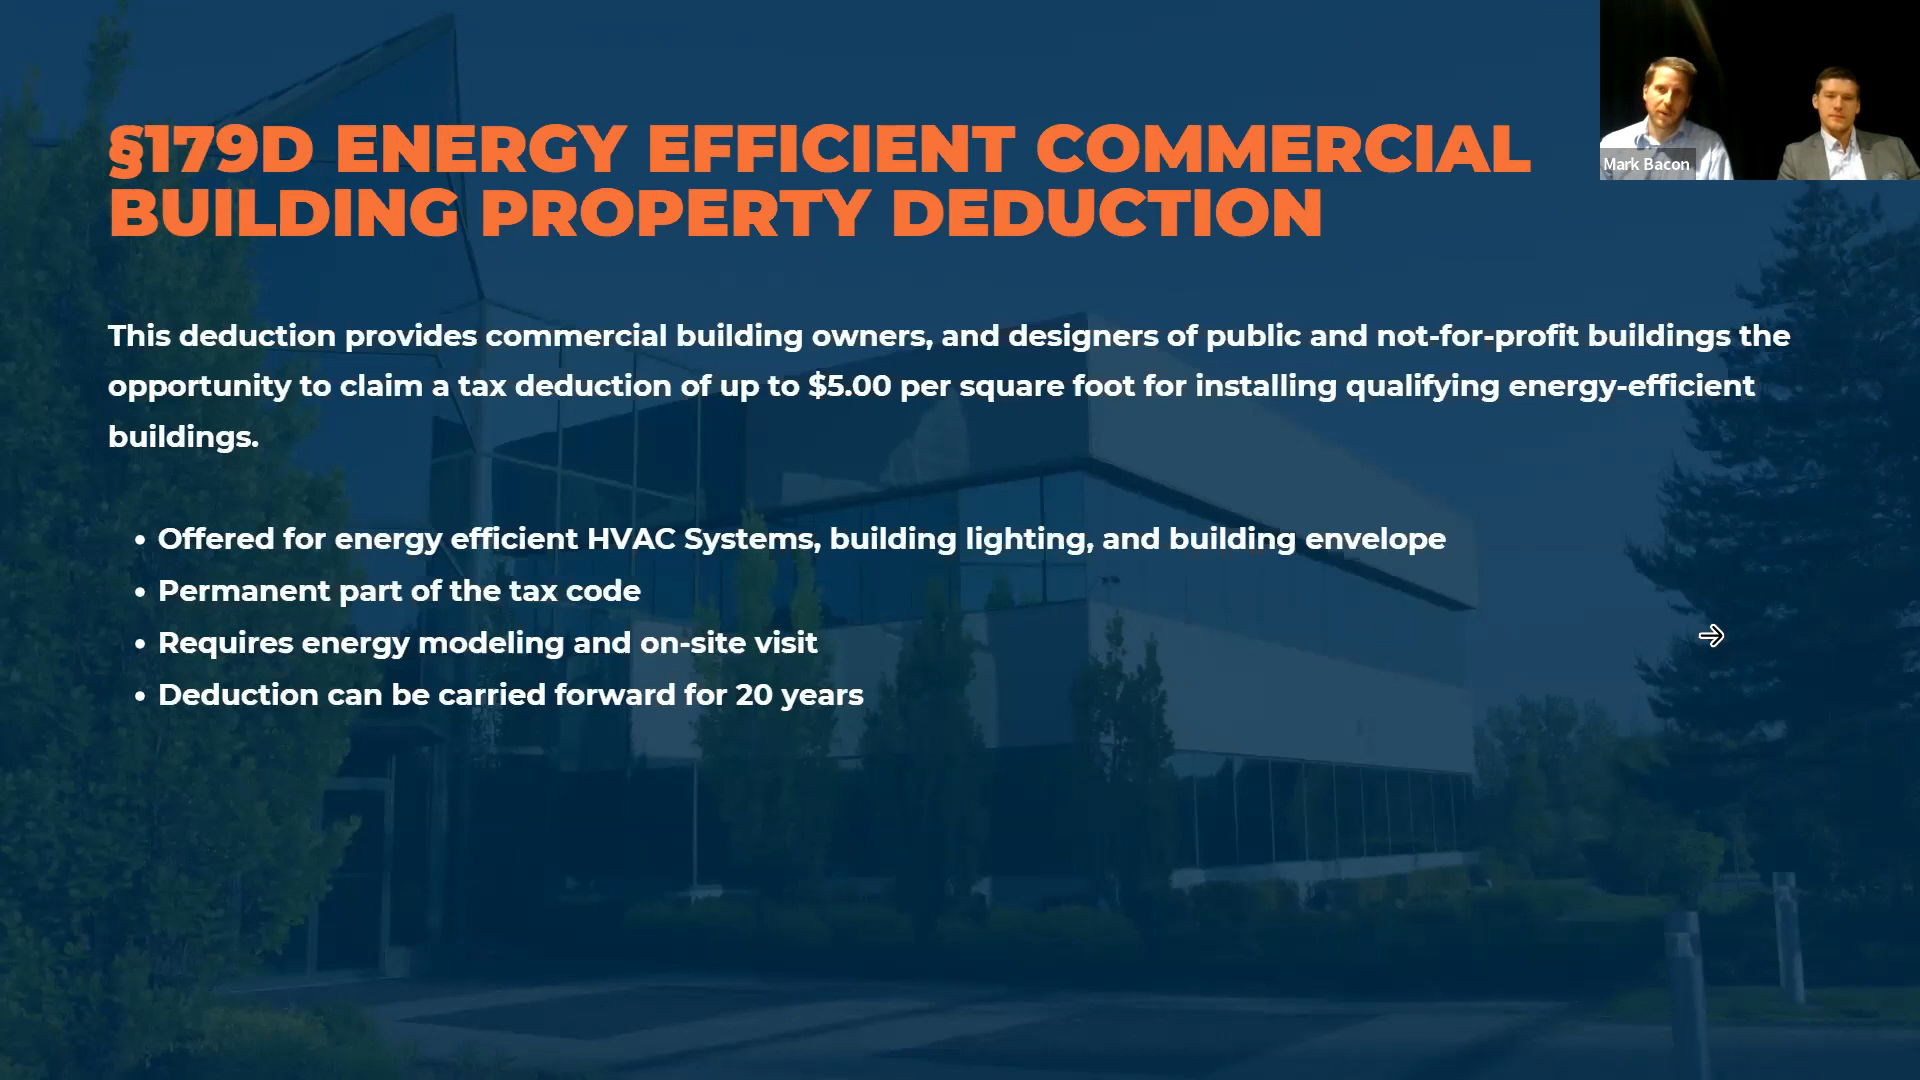 §179D ENERGY EFFICIENT COMMERCIAL
BUILDING PROPERTY DEDUCTION
Mark Bacon
This deduction provides commercial building owners, and designers of public and not-for-profit buildings the
opportunity to claim a tax deduction of up to $5.00 per square foot for installing qualifying energy-efficient
buildings.
• Offered for energy efficient HVAC Systems, building lighting, and building envelope
• Permanent part of the tax code
• Requires energy modeling and on-site visit
• Deduction can be carried forward for 20 years